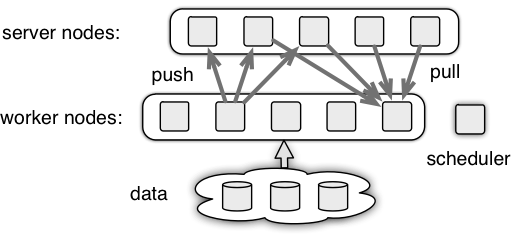 server nodes:
push
pull
worker nodes:
scheduler
data